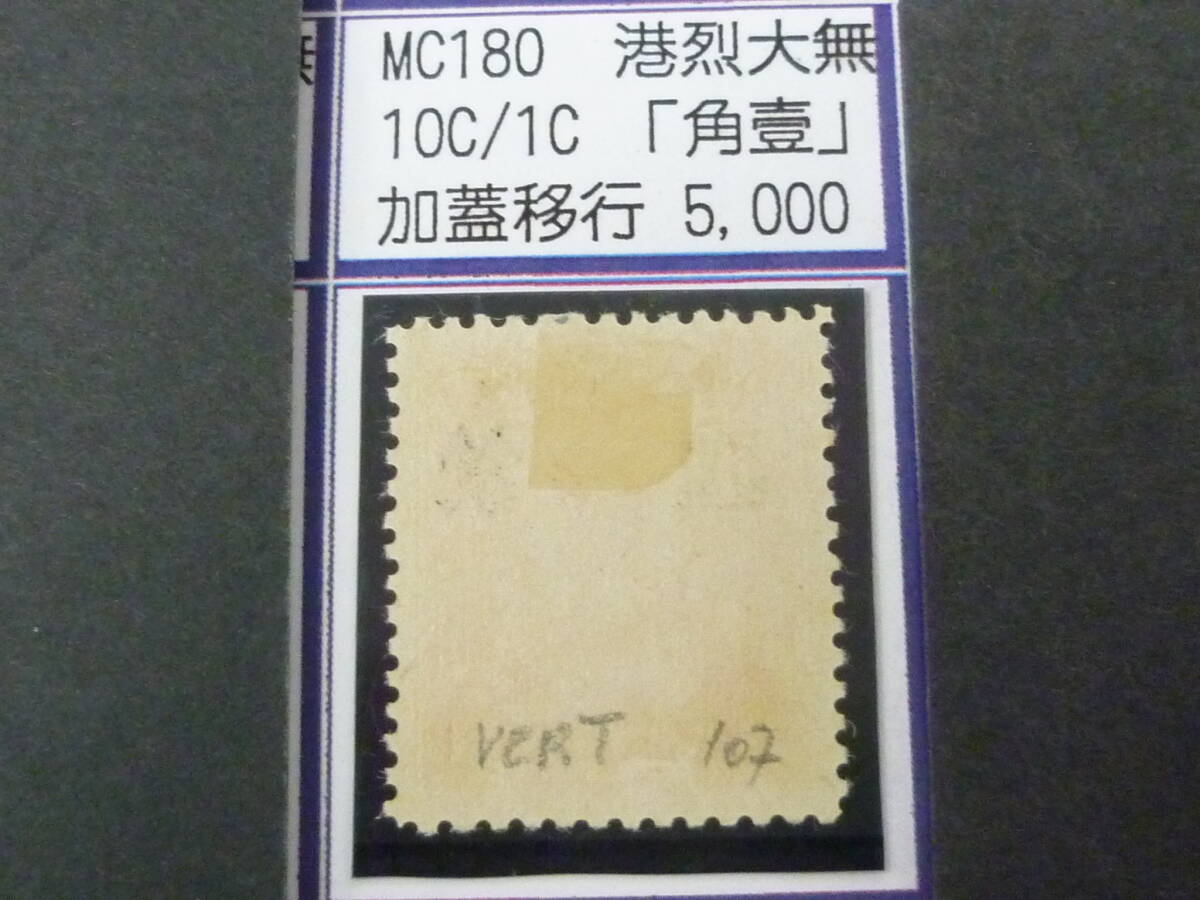 MC180 港烈大無
10C/1C 「角壹」
加蓋移行 5,000
VERT 107